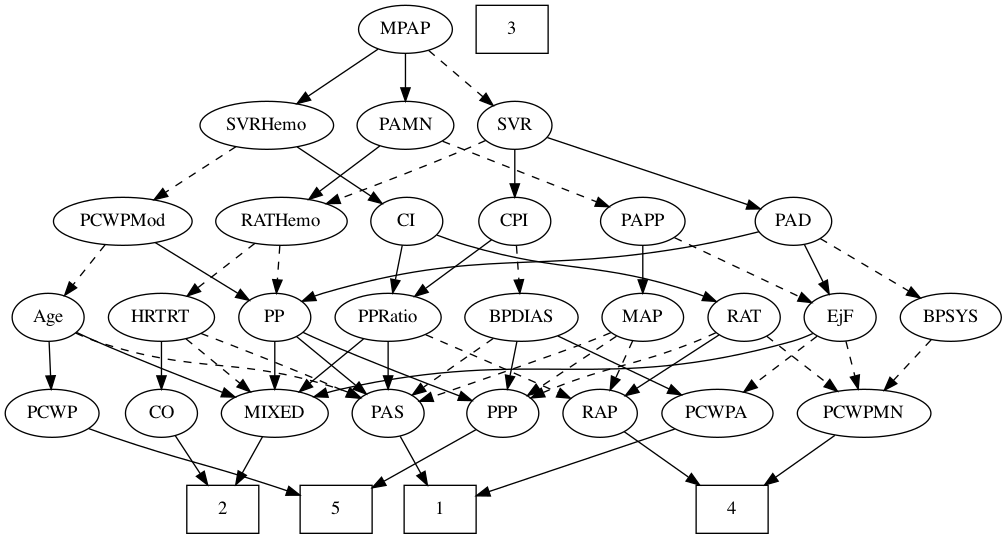 MPAP
3
SVRHemo
PAMN
SVR
PCWPMod
RATHemo
CI
CPI
PAPP
PAD
Age
HRTRT
PP
PPRatio
BPDIAS
MAP
RAT
EjF
BPSYS
PCWP
CO
MIXED
PAS
PPP
RAP
PCWPA
PCWPMN
2
5
1
4